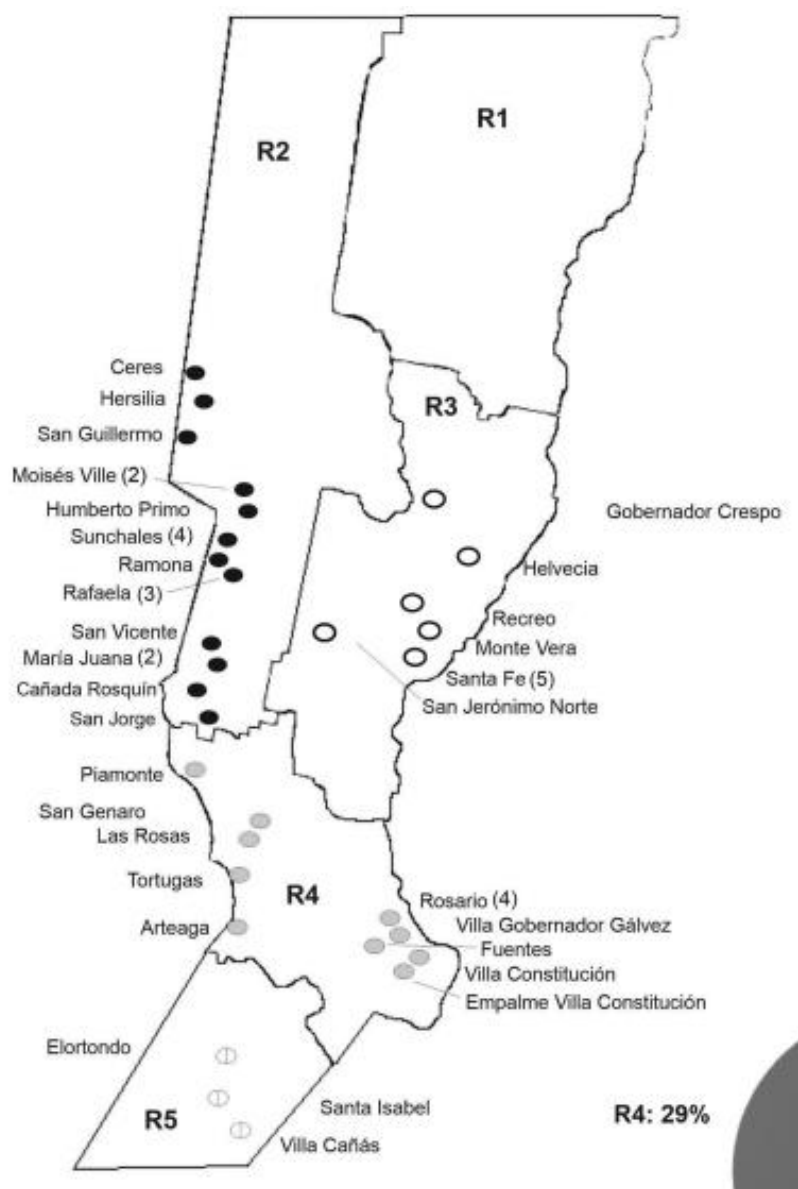 R1
R2
Ceres
Hersilia
R3
San Guillermo
Moisés Ville (2)
Humberto Primo
Gobernador Crespo
Sunchales (4)
Ramona
Helvecia
Rafaela (3)
Recreo
San Vicente
Monte Vera
María Juana (2)
Santa Fe (5)
Cañada Rosquín
San Jerónimo Norte
San Jorge
Piamonte
San Genaro
Las Rosas
Tortugas
R4
Rosario (4)
Arteaga
Villa Gobernador Gálvez
Fuentes
Villa Constitución
Empalme Villa Constitución
Elortondo
Santa Isabel
R5
R4: 29%
Villa Cañás